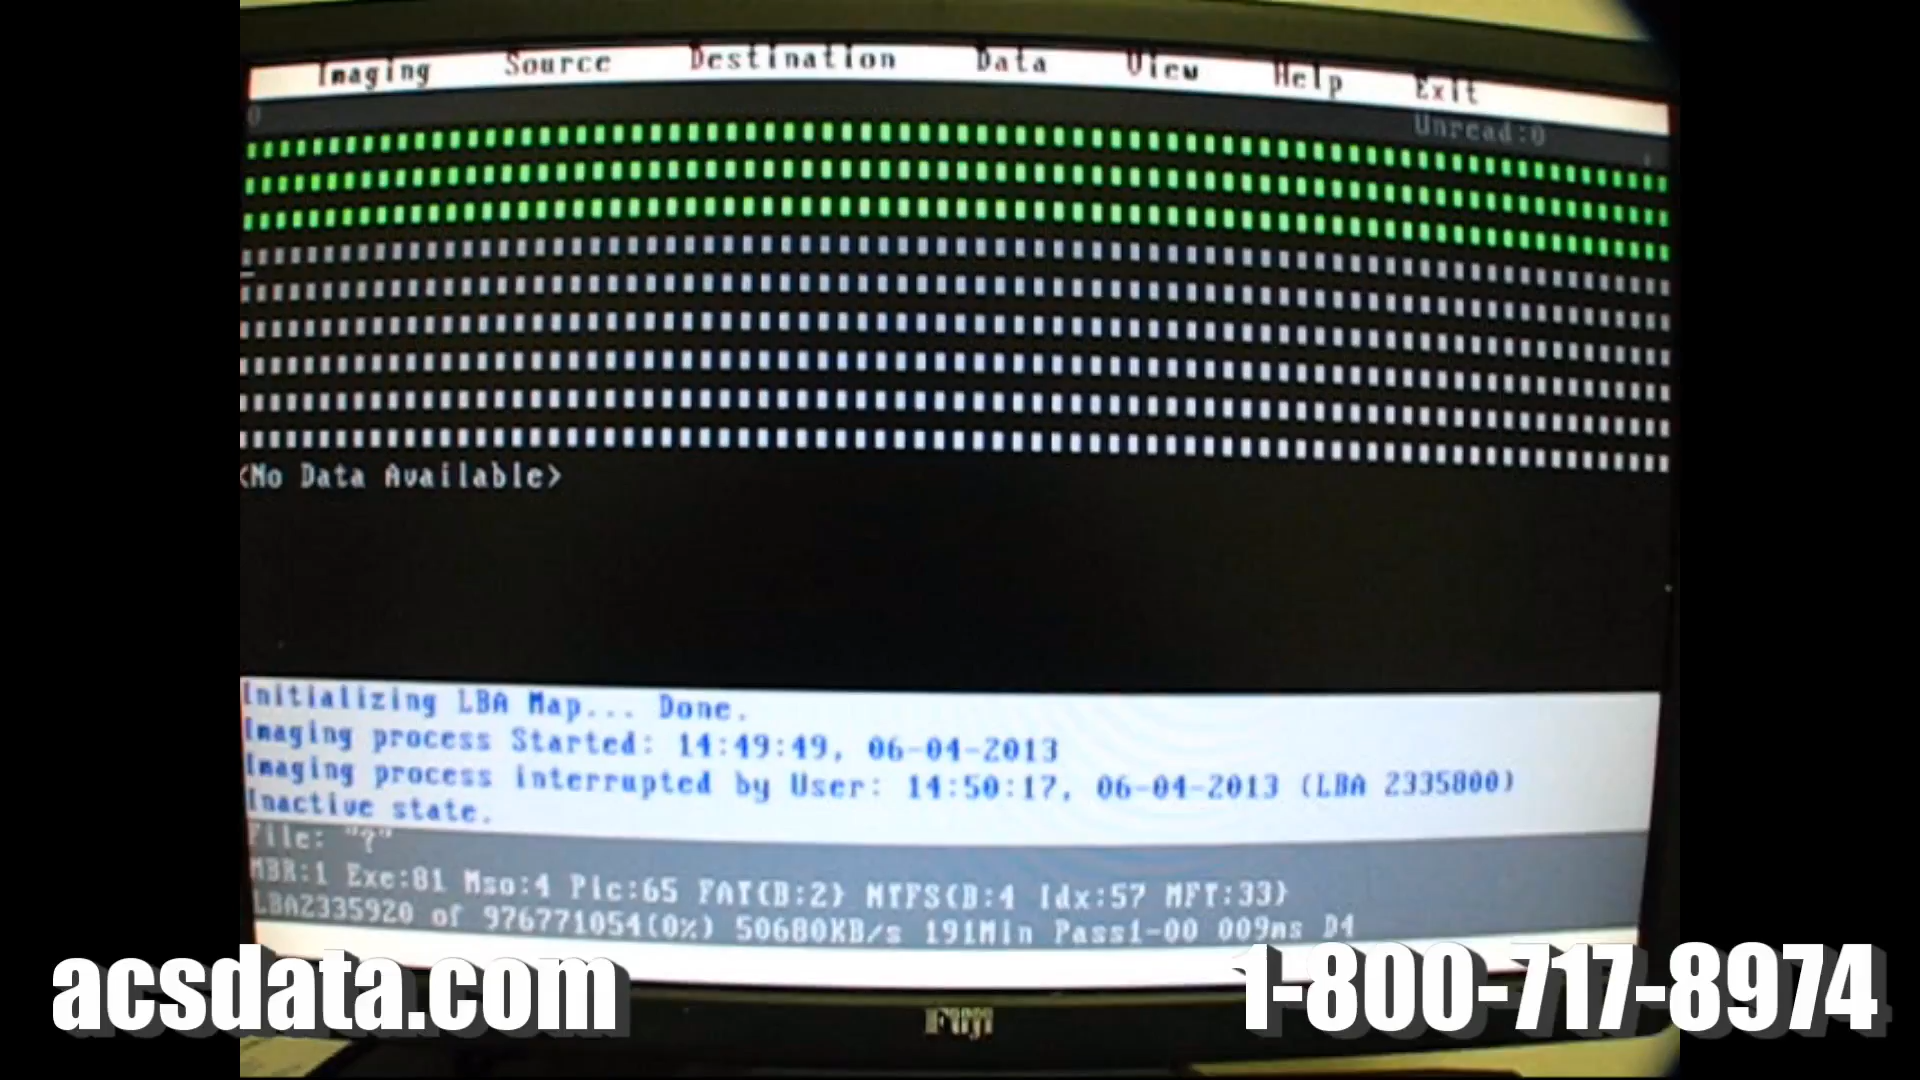 Imaging Source Destination Data View Help Exit
0 Unread:0
<No Data Available>
Initializing LBA Map... Done.
Imaging process Started: 14:49:49, 06-04-2013
Imaging process interrupted by User: 14:50:17, 06-04-2013 (LBA 2335800)
Inactive state.
File: "?"
MBR:1 Exe:81 Mso:4 Pic:65 FAT{B:2} NTFS{B:4 Idx:57 MFT:33}
LBA2335920 of 976771054(0%) 50680KB/s 191Min Pass1-00 009ms D4
acsdata.com 1-800-717-8974